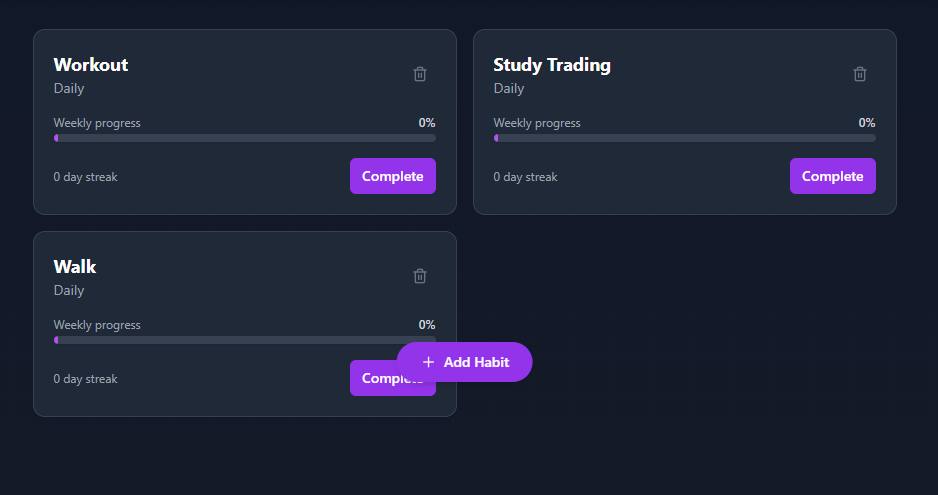 Workout
Daily
Weekly progress 0%
0 day streak Complete
Study Trading
Daily
Weekly progress 0%
0 day streak Complete
Walk
Daily
Weekly progress 0%
0 day streak Comple
+ Add Habit